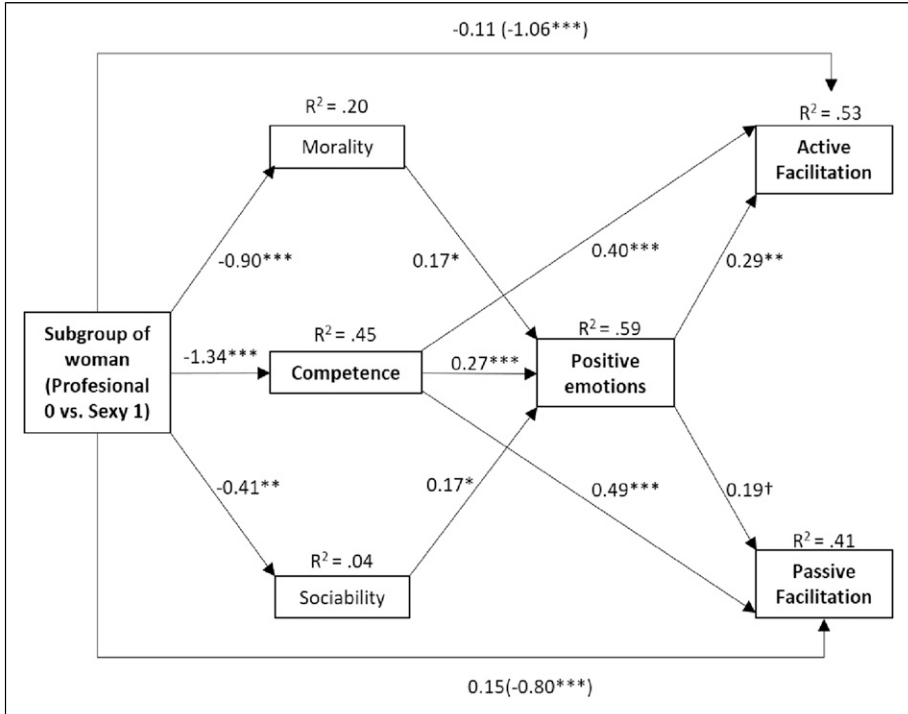 -0.11 (-1.06***)
R² = .20
Morality
R² = .53
Active
Facilitation
-0.90***
0.17*
0.40***
0.29**
Subgroup of
woman
(Profesional
0 vs. Sexy 1)
-1.34***
R² = .45
Competence
0.27***
R² = .59
Positive
emotions
-0.41**
0.17*
0.49***
0.19†
R² = .04
Sociability
R² = .41
Passive
Facilitation
0.15(-0.80***)